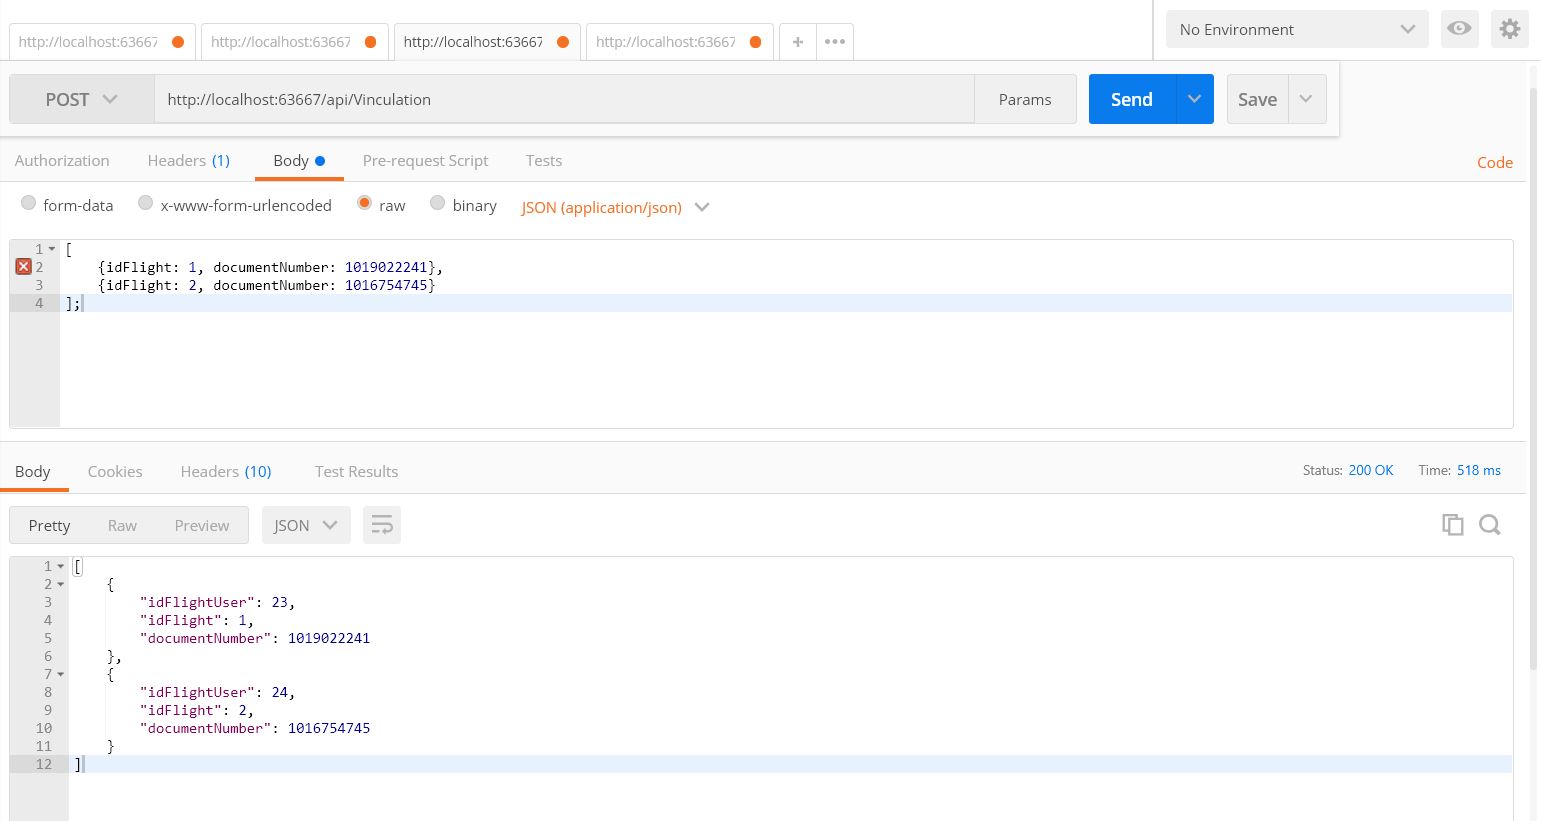 http://localhost:63667 http://localhost:63667 http://localhost:63667 http://localhost:63667 + ••• No Environment
POST http://localhost:63667/api/Vinculation Params Send Save
Authorization Headers (1) Body Pre-request Script Tests Code
form-data x-www-form-urlencoded raw binary JSON (application/json)
1 [
2 {idFlight: 1, documentNumber: 1019022241},
3 {idFlight: 2, documentNumber: 1016754745}
4 ];
Body Cookies Headers (10) Test Results Status: 200 OK Time: 518 ms
Pretty Raw Preview JSON
1 [
2 {
3 "idFlightUser": 23,
4 "idFlight": 1,
5 "documentNumber": 1019022241
6 },
7 {
8 "idFlightUser": 24,
9 "idFlight": 2,
10 "documentNumber": 1016754745
11 }
12 ]